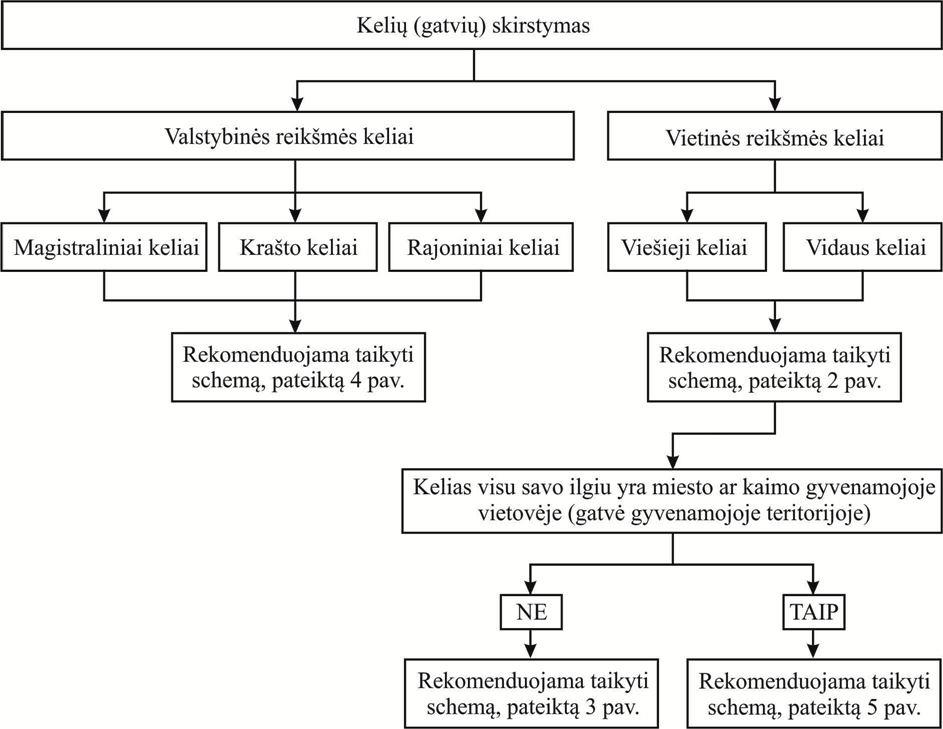 Kelių (gatvių) skirstymas
Valstybinės reikšmės keliai
Vietinės reikšmės keliai
Magistraliniai keliai
Krašto keliai
Rajoniniai keliai
Viešieji keliai
Vidaus keliai
Rekomenduojama taikyti
schemą, pateiktą 4 pav.
Rekomenduojama taikyti
schemą, pateiktą 2 pav.
Kelias visu savo ilgiu yra miesto ar kaimo gyvenamojoje
vietovėje (gatvė gyvenamojoje teritorijoje)
NE
TAIP
Rekomenduojama taikyti
schemą, pateiktą 3 pav.
Rekomenduojama taikyti
schemą, pateiktą 5 pav.